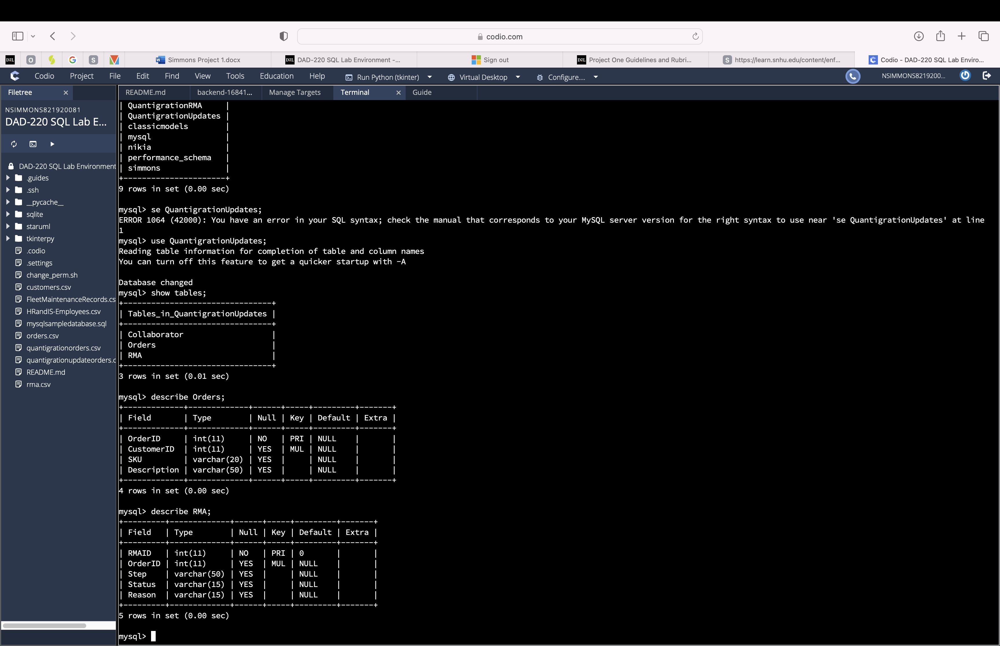 codio.com
D2L
O
G
S
Simmons Project 1.docx
D2L DAD-220 SQL Lab Environment -...
Sign out
D2L Project One Guidelines and Rubri...
S https://learn.snhu.edu/content/enf...
Codio - DAD-220 SQL Lab Enviro...
Codio Project File Edit Find View Tools Education Help Run Python (tkinter) Virtual Desktop Configure.... NSIMMONS8219200...
Filetree
README.md backend-16841... Manage Targets Terminal Guide
NSIMMONS821920081
DAD-220 SQL Lab E...
DAD-220 SQL Lab Environment
.guides
.ssh
__pycache__
sqlite
staruml
tkinterpy
.codio
.settings
change_perm.sh
customers.csv
FleetMaintenanceRecords.cs
HRandIS-Employees.csv
mysqlsampledatabase.sql
orders.csv
quantigrationorders.csv
quantigrationupdateorders.c
README.md
rma.csv
| QuantigrationRMA     |
| QuantigrationUpdates |
| classicmodels        |
| mysql                |
| nikia                |
| performance_schema   |
| simmons              |
+----------------------+
9 rows in set (0.00 sec)
mysql> se QuantigrationUpdates;
ERROR 1064 (42000): You have an error in your SQL syntax; check the manual that corresponds to your MySQL server version for the right syntax to use near 'se QuantigrationUpdates' at line
1
mysql> use QuantigrationUpdates;
Reading table information for completion of table and column names
You can turn off this feature to get a quicker startup with -A
Database changed
mysql> show tables;
+--------------------------------+
| Tables_in_QuantigrationUpdates |
+--------------------------------+
| Collaborator                   |
| Orders                         |
| RMA                            |
+--------------------------------+
3 rows in set (0.01 sec)
mysql> describe Orders;
+-------------+-------------+------+-----+---------+-------+
| Field       | Type        | Null | Key | Default | Extra |
+-------------+-------------+------+-----+---------+-------+
| OrderID     | int(11)     | NO   | PRI | NULL    |       |
| CustomerID  | int(11)     | YES  | MUL | NULL    |       |
| SKU         | varchar(20) | YES  |     | NULL    |       |
| Description | varchar(50) | YES  |     | NULL    |       |
+-------------+-------------+------+-----+---------+-------+
4 rows in set (0.00 sec)
mysql> describe RMA;
+---------+-------------+------+-----+---------+-------+
| Field   | Type        | Null | Key | Default | Extra |
+---------+-------------+------+-----+---------+-------+
| RMAID   | int(11)     | NO   | PRI | 0       |       |
| OrderID | int(11)     | YES  | MUL | NULL    |       |
| Step    | varchar(50) | YES  |     | NULL    |       |
| Status  | varchar(15) | YES  |     | NULL    |       |
| Reason  | varchar(15) | YES  |     | NULL    |       |
+---------+-------------+------+-----+---------+-------+
5 rows in set (0.00 sec)
mysql>